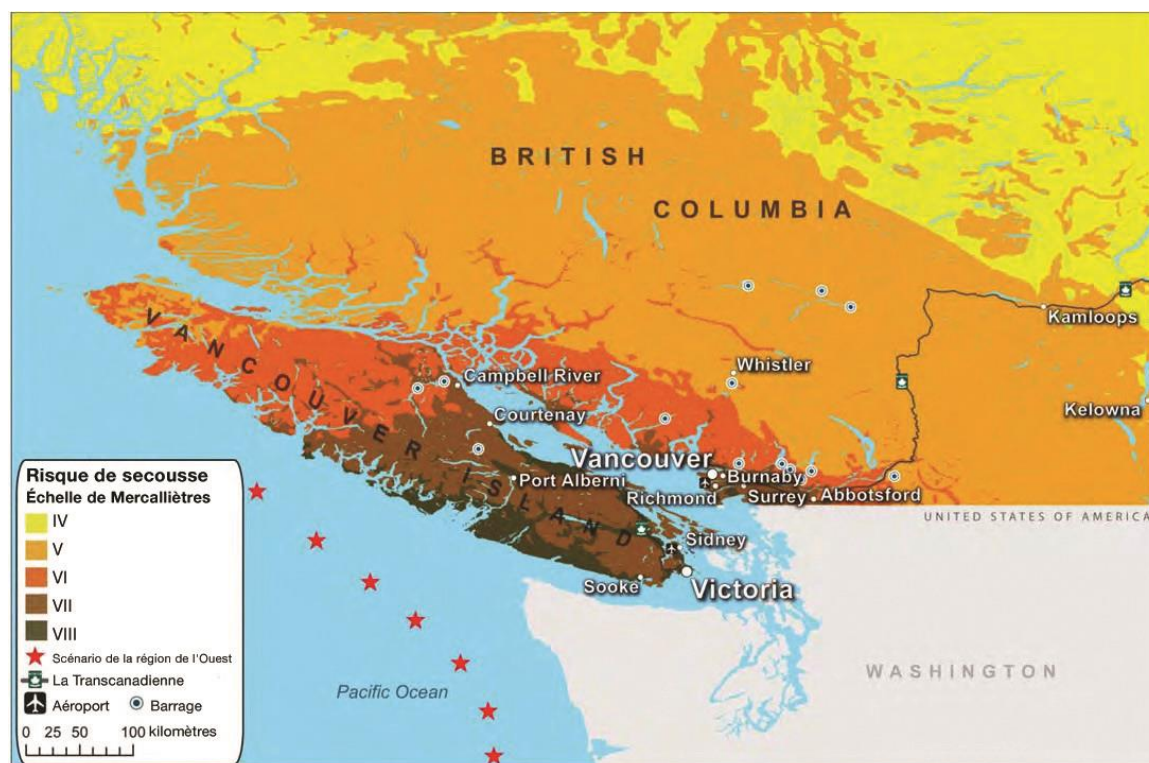 BRITISH
COLUMBIA
VANCOUVER ISLAND
Kamloops
Whistler
Kelowna
Campbell River
Courtenay
Vancouver
Burnaby
Port Alberni
Richmond
Surrey
Abbotsford
UNITED STATES OF AMERICA
Sidney
Sooke
Victoria
WASHINGTON
Pacific Ocean
Risque de secousse
Échelle de Mercalliètres
IV
V
VI
VII
VIII
Scénario de la région de l'Ouest
La Transcanadienne
Aéroport
Barrage
0 25 50 100 kilomètres